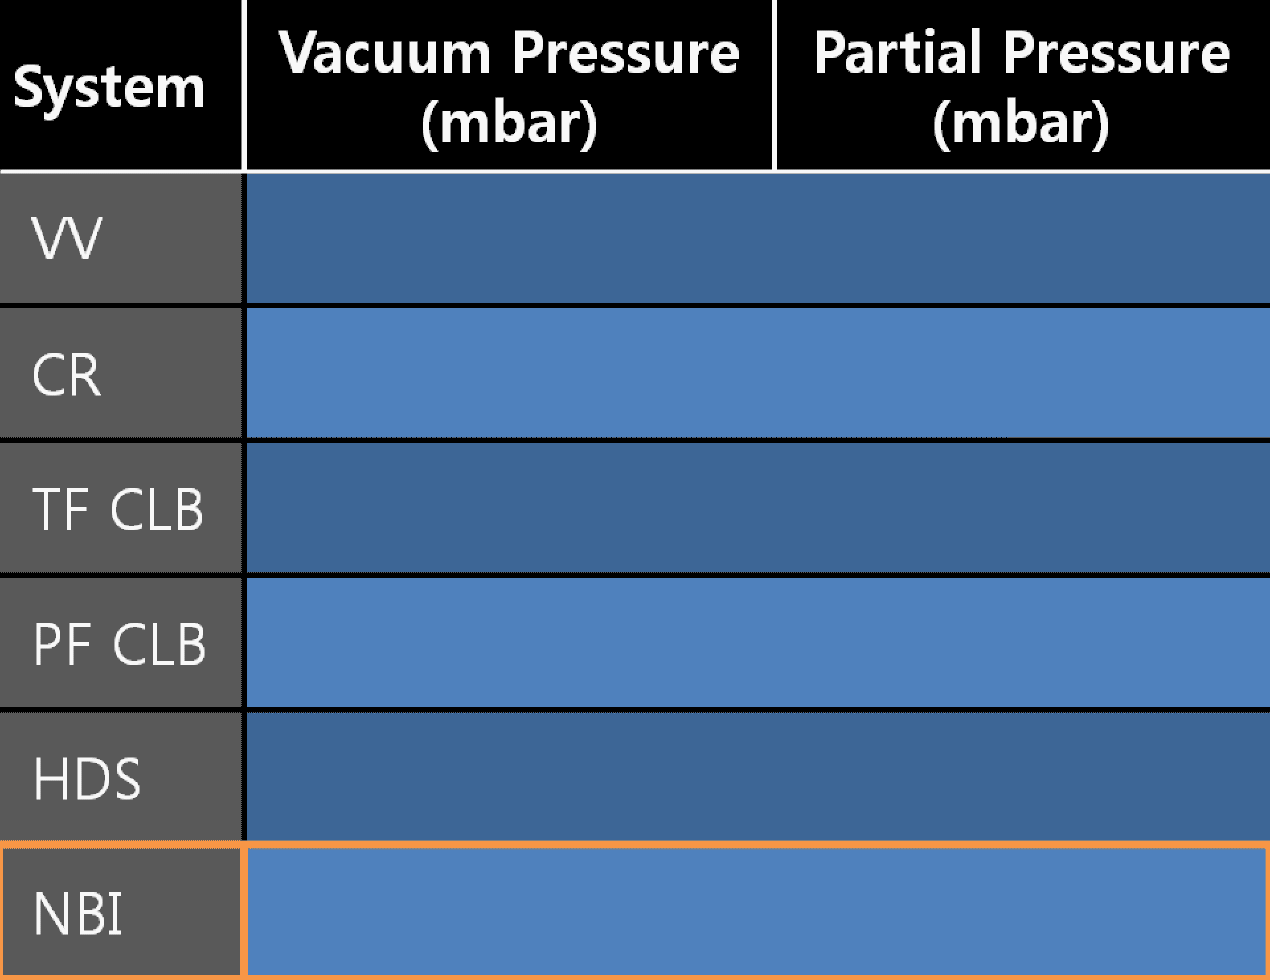 System
Vacuum Pressure
(mbar)
Partial Pressure
(mbar)
VV
CR
TF CLB
PF CLB
HDS
NBI